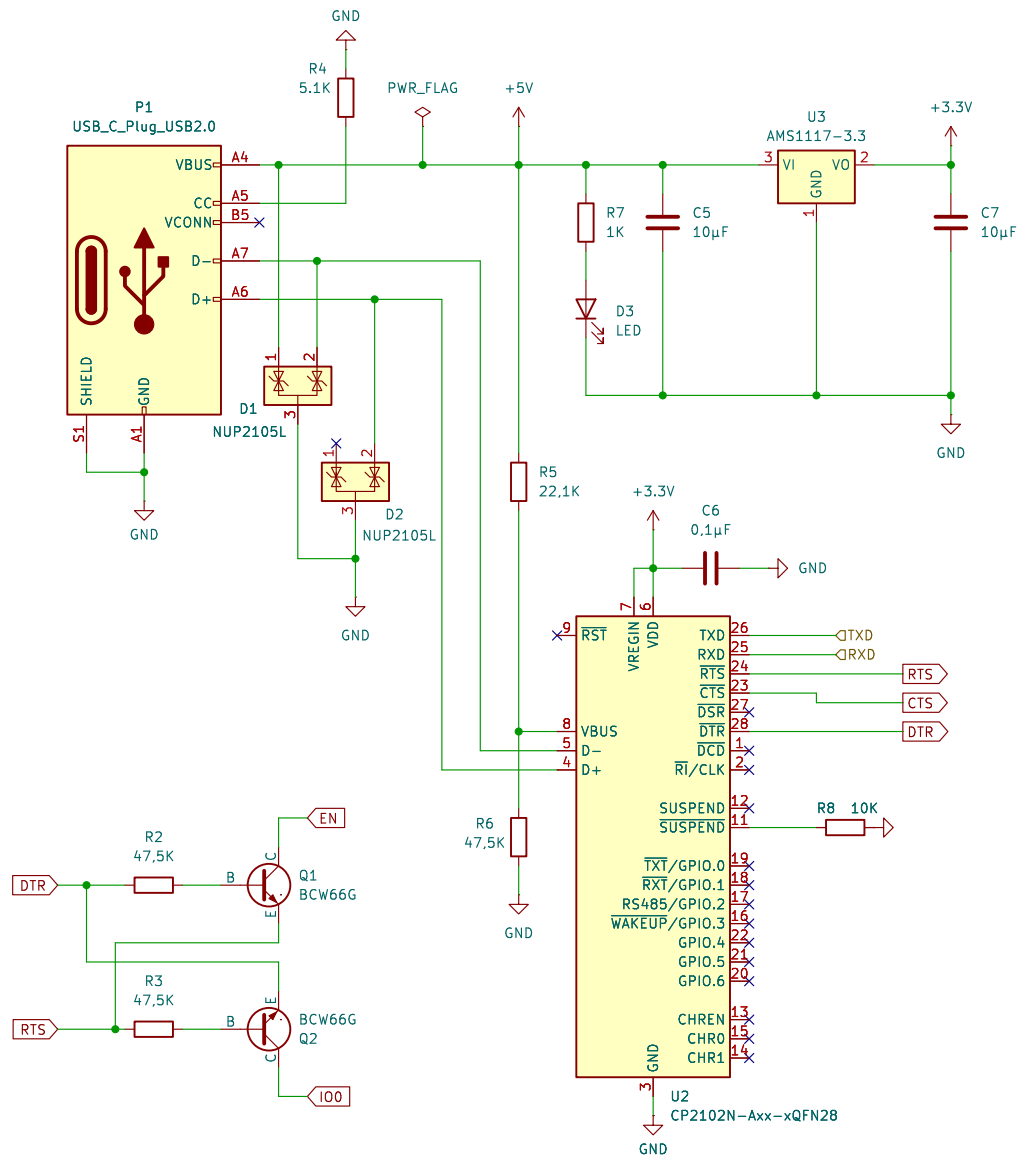 GND
R4
5.1K
PWR_FLAG
+5V
P1
USB_C_Plug_USB2.0
+3.3V
U3
AMS1117-3.3
VBUS
A4
3
VI
VO
2
GND
1
CC
A5
VCONN
B5
R7
1K
C5
10µF
C7
10µF
D-
A7
D+
A6
D3
LED
SHIELD
GND
S1
A1
1
2
3
D1
NUP2105L
GND
1
2
3
D2
NUP2105L
GND
GND
R5
22,1K
+3.3V
C6
0,1µF
GND
7
6
9
RST
VREGIN
VDD
TXD
26
TXD
RXD
25
RXD
RTS
24
RTS
CTS
23
CTS
DSR
27
8
VBUS
DTR
28
DTR
5
D-
DCD
1
4
D+
RI/CLK
2
SUSPEND
12
SUSPEND
11
R8
10K
R6
47,5K
GND
TXT/GPIO.0
19
RXT/GPIO.1
18
RS485/GPIO.2
17
WAKEUP/GPIO.3
16
GPIO.4
22
GPIO.5
21
GPIO.6
20
CHREN
13
CHR0
15
CHR1
14
GND
3
U2
CP2102N-Axx-xQFN28
GND
EN
R2
47,5K
DTR
B
C
E
Q1
BCW66G
R3
47,5K
RTS
B
E
C
BCW66G
Q2
IO0